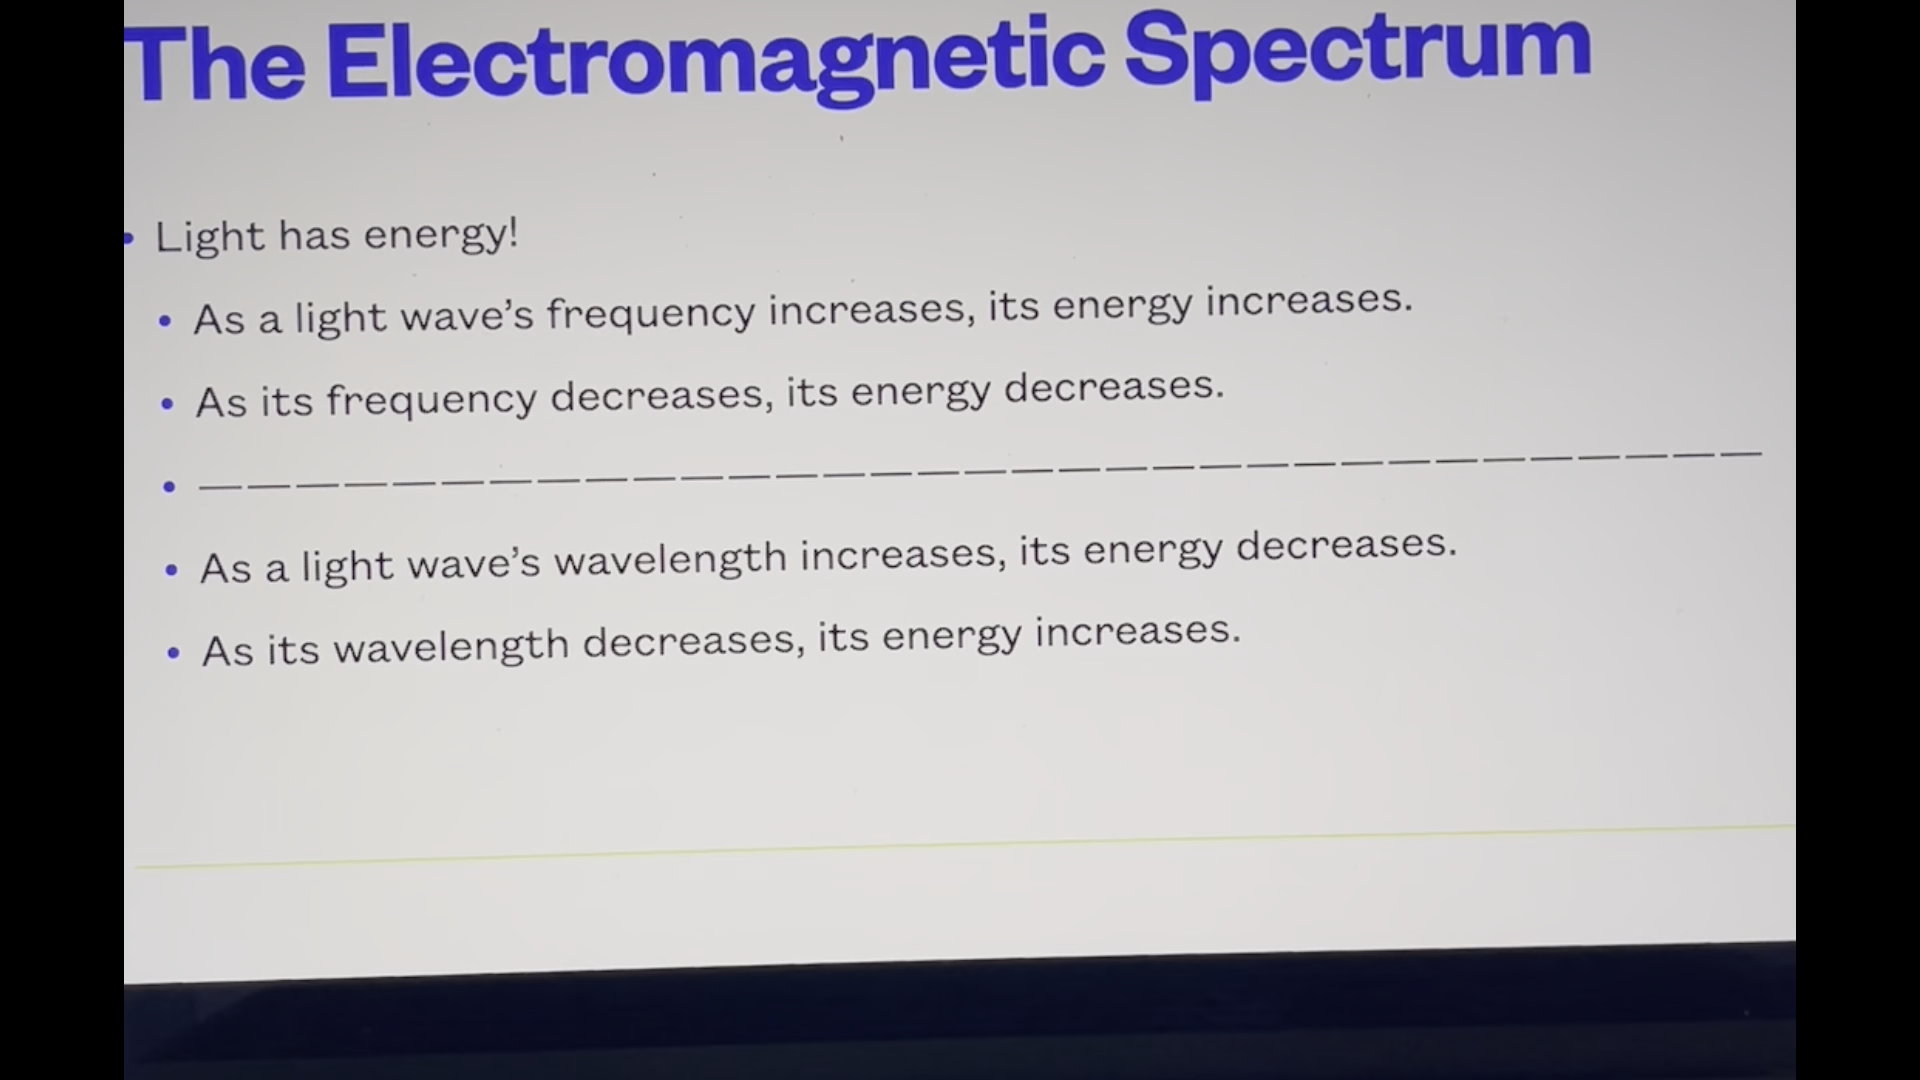 The Electromagnetic Spectrum
• Light has energy!
• As a light wave’s frequency increases, its energy increases.
• As its frequency decreases, its energy decreases.
• — — — — — — — — — — — — — — — — — — — — — — — — — — — — — — — — —
• As a light wave’s wavelength increases, its energy decreases.
• As its wavelength decreases, its energy increases.